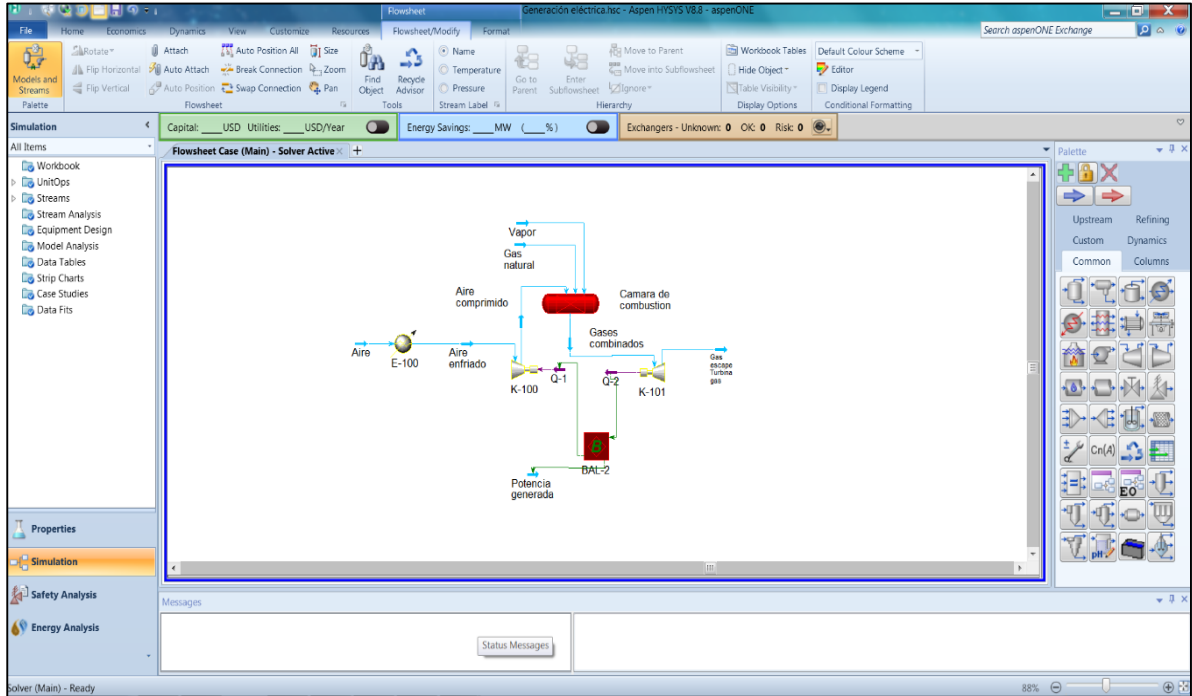 Flowsheet
Generación eléctrica.hsc - Aspen HYSYS V8.8 - aspenONE
File
Home
Economics
Dynamics
View
Customize
Resources
Flowsheet/Modify
Format
Search aspenONE Exchange
Models and
Streams
Palette
Rotate
Flip Horizontal
Flip Vertical
Attach
Auto Attach
Auto Position
Auto Position All
Break Connection
Swap Connection
Size
Zoom
Pan
Flowsheet
Find
Object
Recycle
Advisor
Tools
Name
Temperature
Pressure
Stream Label
Go to
Parent
Enter
Subflowsheet
Move to Parent
Move into Subflowsheet
Ignore
Hierarchy
Workbook Tables
Hide Object
Table Visibility
Display Options
Default Colour Scheme
Editor
Display Legend
Conditional Formatting
Simulation
All Items
Workbook
UnitOps
Streams
Stream Analysis
Equipment Design
Model Analysis
Data Tables
Strip Charts
Case Studies
Data Fits
Properties
Simulation
Safety Analysis
Energy Analysis
Capital: ____USD Utilities: ____USD/Year
Energy Savings: ____MW (____%)
Exchangers - Unknown: 0 OK: 0 Risk: 0
Flowsheet Case (Main) - Solver Active
Vapor
Gas
natural
Aire
comprimido
Camara de
combustion
Gases
combinados
Aire
E-100
Aire
enfriado
K-100
Q-1
Q-2
K-101
Gas
escape
Turbina
gas
B
BAL-2
Potencia
generada
Palette
Upstream
Refining
Custom
Dynamics
Common
Columns
Cn(A)
EO
pH
Messages
Status Messages
Solver (Main) - Ready
88%